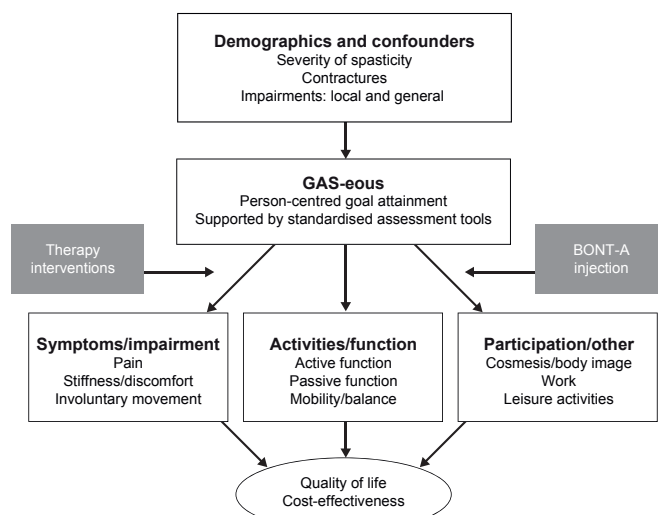 Demographics and confounders
Severity of spasticity
Contractures
Impairments: local and general
GAS-eous
Person-centred goal attainment
Supported by standardised assessment tools
Therapy
interventions
BONT-A
injection
Symptoms/impairment
Pain
Stiffness/discomfort
Involuntary movement
Activities/function
Active function
Passive function
Mobility/balance
Participation/other
Cosmesis/body image
Work
Leisure activities
Quality of life
Cost-effectiveness